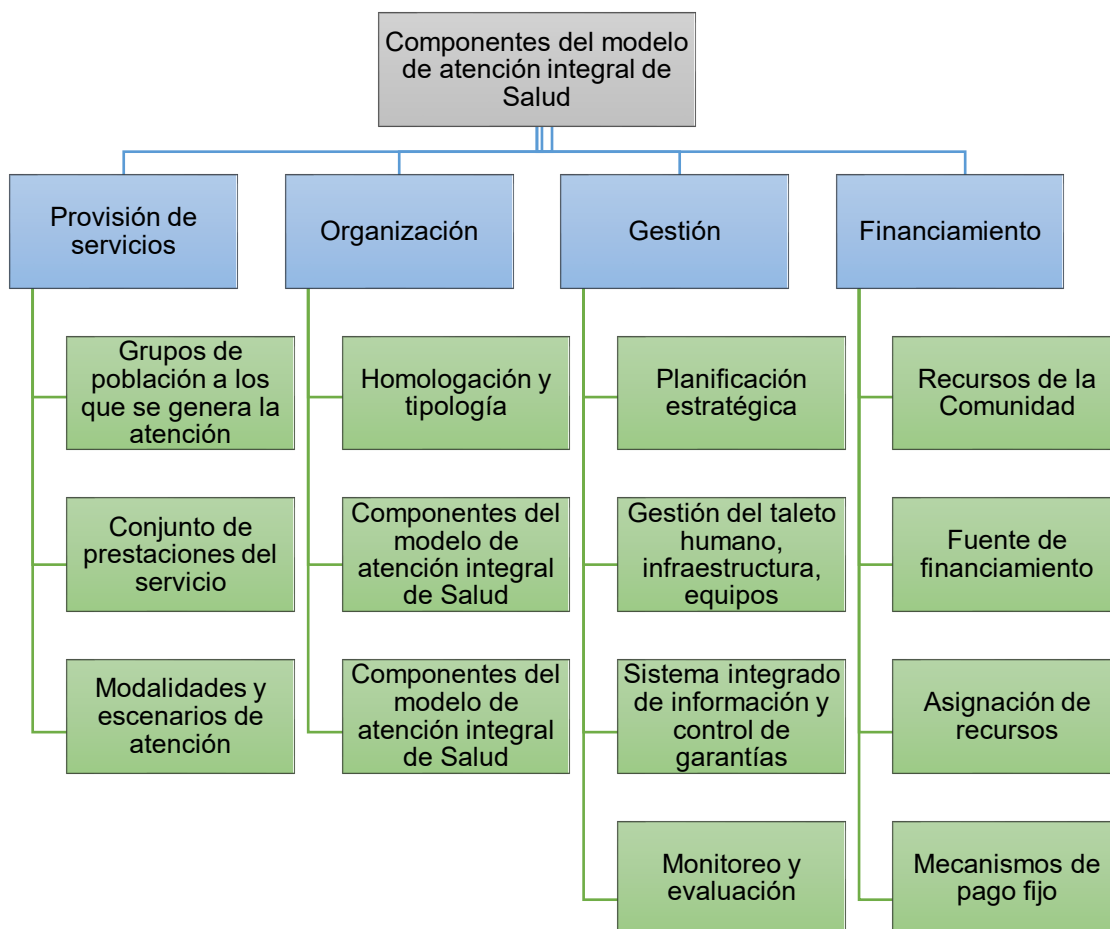 Componentes del modelo
de atención integral de
Salud
Provisión de
servicios
Organización
Gestión
Financiamiento
Grupos de
población a los
que se genera la
atención
Conjunto de
prestaciones del
servicio
Modalidades y
escenarios de
atención
Homologación y
tipología
Componentes del
modelo de
atención integral
de Salud
Componentes del
modelo de
atención integral
de Salud
Planificación
estratégica
Gestión del taleto
humano,
infraestructura,
equipos
Sistema integrado
de información y
control de
garantías
Monitoreo y
evaluación
Recursos de la
Comunidad
Fuente de
financiamiento
Asignación de
recursos
Mecanismos de
pago fijo